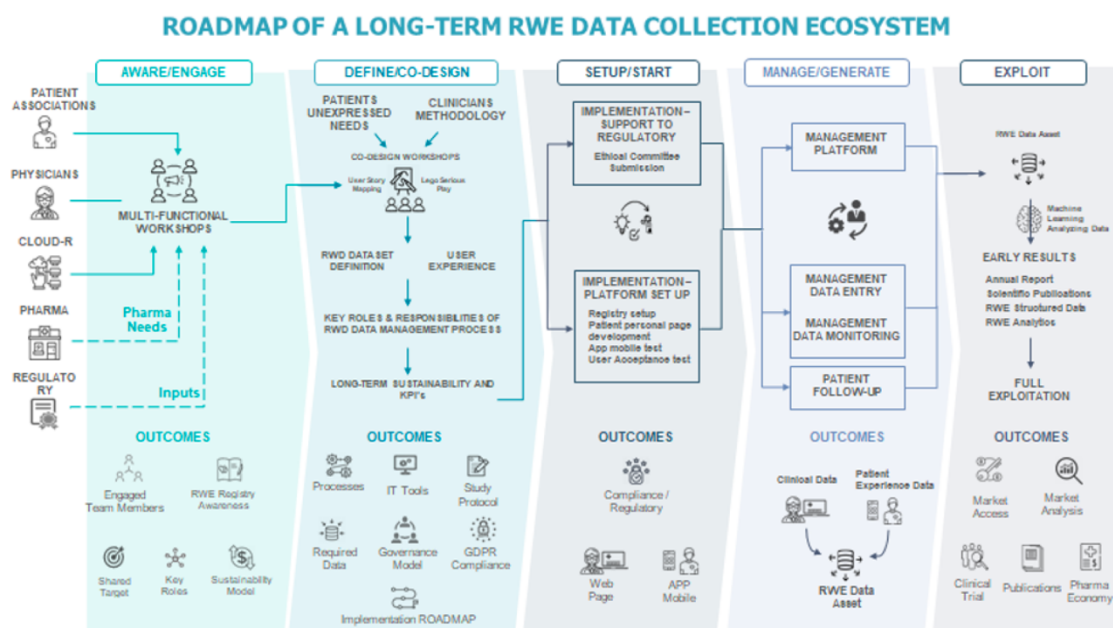 ROADMAP OF A LONG-TERM RWE DATA COLLECTION ECOSYSTEM
AWARE/ENGAGE
DEFINE/CO-DESIGN
SETUP/START
MANAGE/GENERATE
EXPLOIT
PATIENT
ASSOCIATIONS
PHYSICIANS
CLOUD-R
PHARMA
REGULATO
RY
MULTI-FUNCTIONAL
WORKSHOPS
Pharma
Needs
Inputs
OUTCOMES
Engaged
Team Members
RWE Registry
Awareness
Shared
Target
Key
Roles
Sustainability
Model
PATIENTS
UNEXPRESSED
NEEDS
CLINICIANS
METHODOLOGY
CO-DESIGN WORKSHOPS
User Story
Mapping
Lego Serious
Play
RWD DATA SET
DEFINITION
USER
EXPERIENCE
KEY ROLES & RESPONSIBILITIES OF
RWD DATA MANAGEMENT PROCESS
LONG-TERM SUSTAINABILITY AND
KPI's
OUTCOMES
Processes
IT Tools
Study
Protocol
Required
Data
Governance
Model
GDPR
Compliance
Implementation ROADMAP
IMPLEMENTATION–
SUPPORT TO
REGULATORY
Ethical Committee
Submission
IMPLEMENTATION–
PLATFORM SET UP
Registry setup
Patient personal page
development
App mobile test
User Acceptance test
OUTCOMES
Compliance /
Regulatory
Web
Page
APP
Mobile
MANAGEMENT
PLATFORM
MANAGEMENT
DATA ENTRY
MANAGEMENT
DATA MONITORING
PATIENT
FOLLOW-UP
OUTCOMES
Clinical Data
Patient
Experience Data
RWE Data
Asset
RWE Data Asset
Machine
Learning
Analyzing Data
EARLY RESULTS
Annual Report
Scientific Publications
RWE Structured Data
RWE Analytics
FULL
EXPLOITATION
OUTCOMES
Market
Access
Market
Analysis
Clinical
Trial
Publications
Pharma
Economy